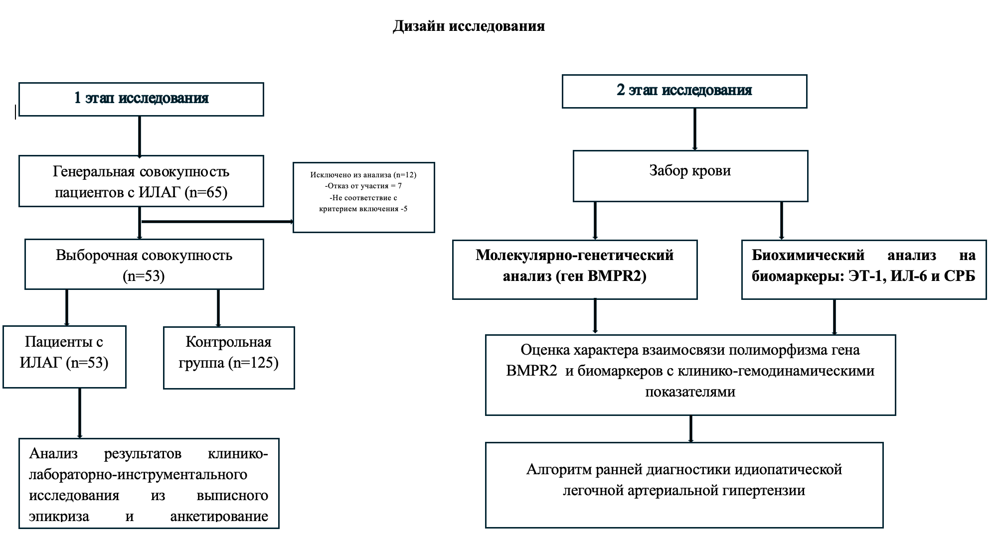 Дизайн исследования
1 этап исследования
Генеральная совокупность
пациентов с ИЛАГ (n=65)
Исключено из анализа (n=12)
-Отказ от участия = 7
-Не соответствие с
критерием включения -5
Выборочная совокупность
(n=53)
Пациенты с
ИЛАГ (n=53)
Контрольная
группа (n=125)
Анализ результатов клинико-
лабораторно-инструментального
исследования из выписного
эпикриза и анкетирование
2 этап исследования
Забор крови
Молекулярно-генетический
анализ (ген BMPR2)
Биохимический анализ на
биомаркеры: ЭТ-1, ИЛ-6 и СРБ
Оценка характера взаимосвязи полиморфизма гена
BMPR2 и биомаркеров с клинико-гемодинамическими
показателями
Алгоритм ранней диагностики идиопатической
легочной артериальной гипертензии